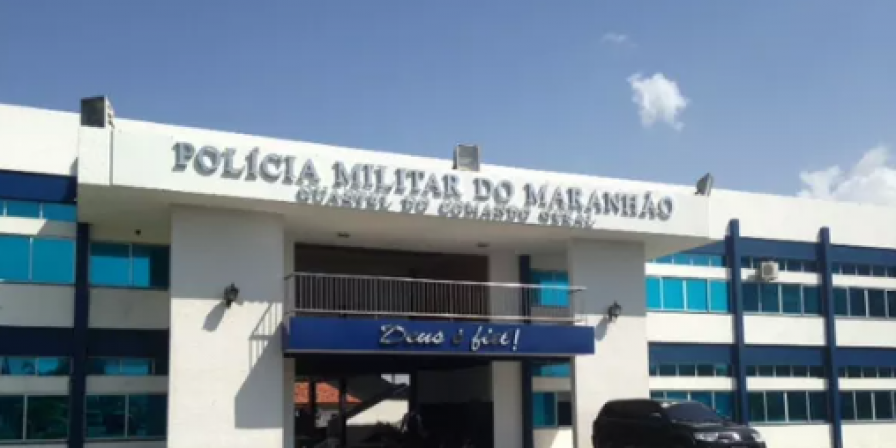 POLÍCIA MILITAR DO MARANHÃO
QUARTEL DO COMANDO GERAL
Deus é fiel!